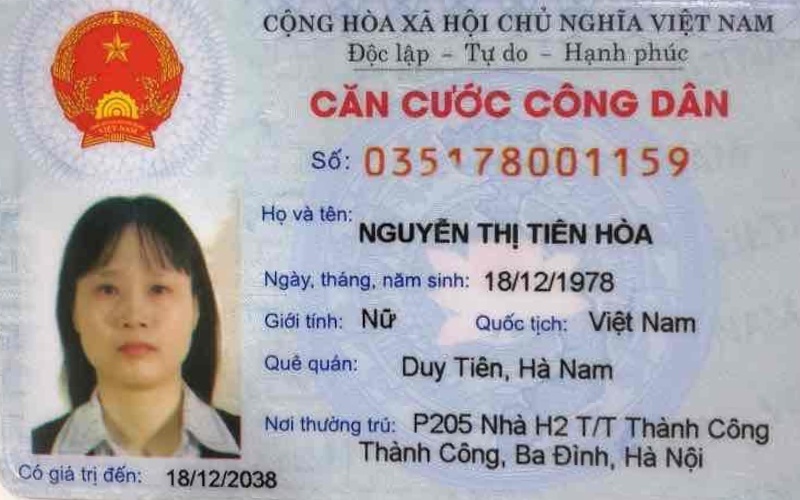 CỘNG HÒA XÃ HỘI CHỦ NGHĨA VIỆT NAM
Độc lập - Tự do - Hạnh phúc
CĂN CƯỚC CÔNG DÂN
Số: 035178001159
Họ và tên: NGUYỄN THỊ TIÊN HÒA
Ngày, tháng, năm sinh: 18/12/1978
Giới tính: Nữ Quốc tịch: Việt Nam
Quê quán: Duy Tiên, Hà Nam
Nơi thường trú: P205 Nhà H2 T/T Thành Công
Thành Công, Ba Đình, Hà Nội
Có giá trị đến: 18/12/2038
VIỆT NAM